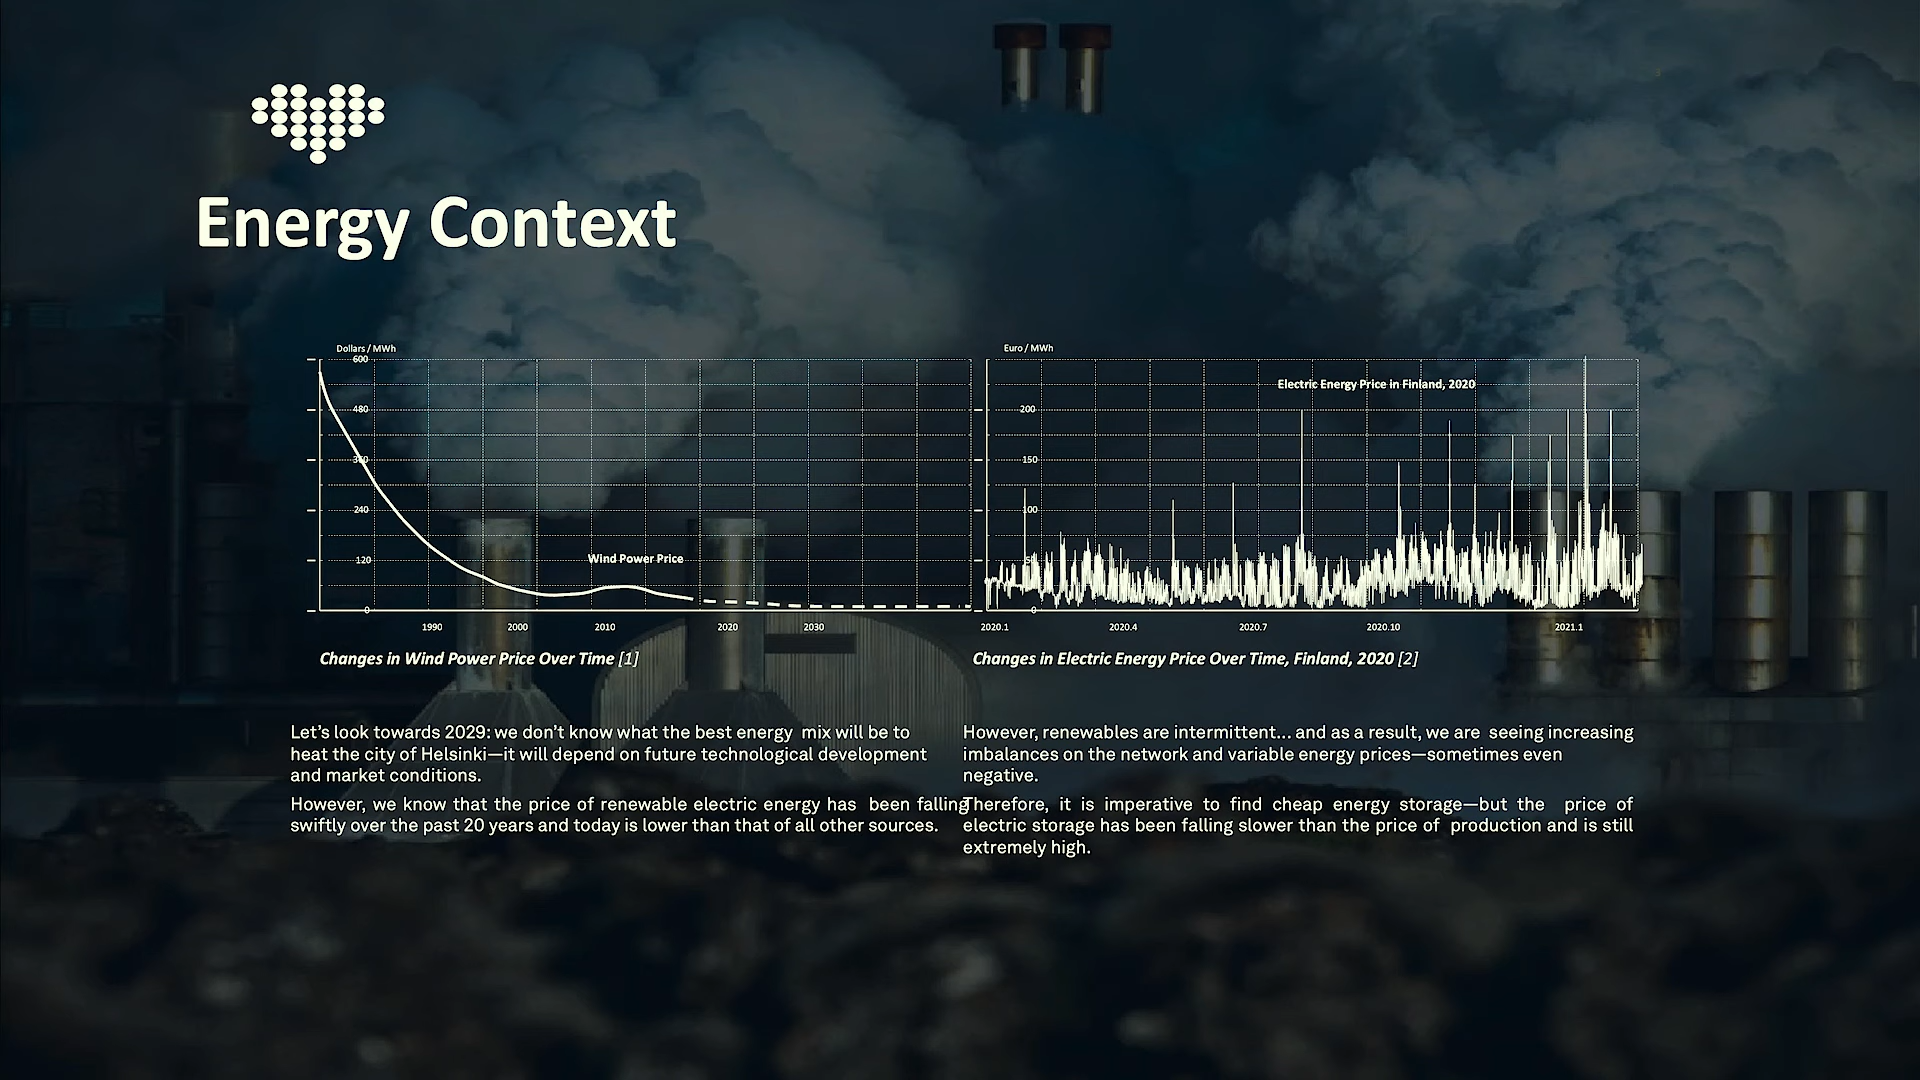 Energy Context
Dollars / MWh
600
480
360
240
120
0
Wind Power Price
1990 2000 2010 2020 2030
Changes in Wind Power Price Over Time [1]
Euro / MWh
Electric Energy Price in Finland, 2020
200
150
100
50
0
2020.1 2020.4 2020.7 2020.10 2021.1
Changes in Electric Energy Price Over Time, Finland, 2020 [2]
Let's look towards 2029: we don't know what the best energy mix will be to
heat the city of Helsinki—it will depend on future technological development
and market conditions.
However, we know that the price of renewable electric energy has been falling
swiftly over the past 20 years and today is lower than that of all other sources.
However, renewables are intermittent... and as a result, we are seeing increasing
imbalances on the network and variable energy prices—sometimes even
negative.
Therefore, it is imperative to find cheap energy storage—but the price of
electric storage has been falling slower than the price of production and is still
extremely high.